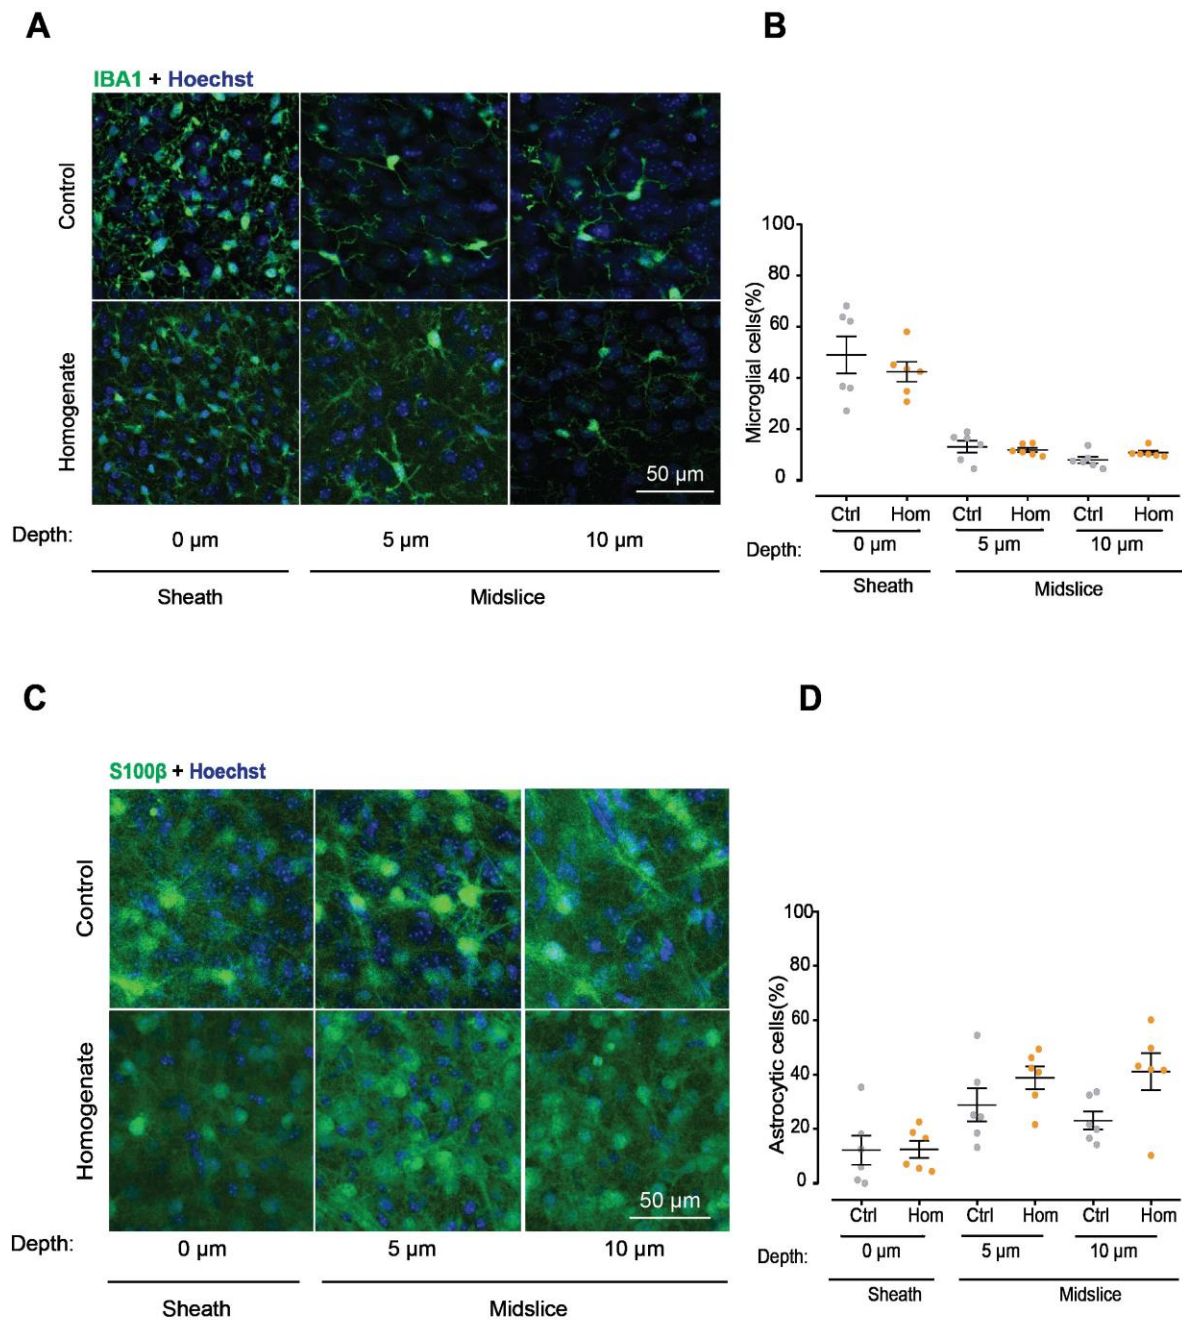 A
IBA1 + Hoechst
Control
Homogenate
50 µm
Depth:
0 µm
5 µm
10 µm
Sheath
Midslice
B
Microglial cells(%)
100
80
60
40
20
0
Ctrl Hom Ctrl Hom Ctrl Hom
Depth:
0 µm
5 µm
10 µm
Sheath
Midslice
C
S100β + Hoechst
Control
Homogenate
50 µm
Depth:
0 µm
5 µm
10 µm
Sheath
Midslice
D
Astrocytic cells(%)
100
80
60
40
20
0
Ctrl Hom Ctrl Hom Ctrl Hom
Depth:
0 µm
5 µm
10 µm
Sheath
Midslice